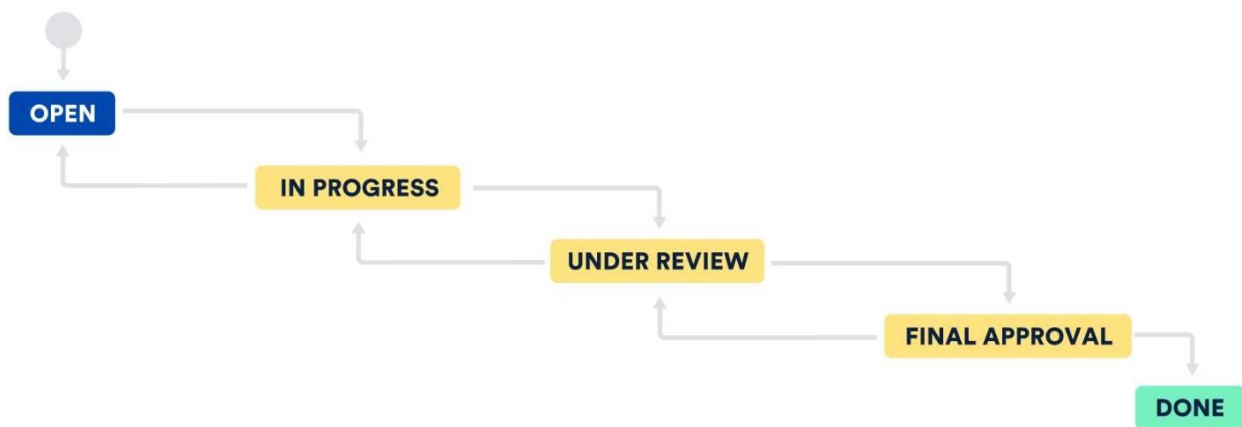 OPEN
IN PROGRESS
UNDER REVIEW
FINAL APPROVAL
DONE